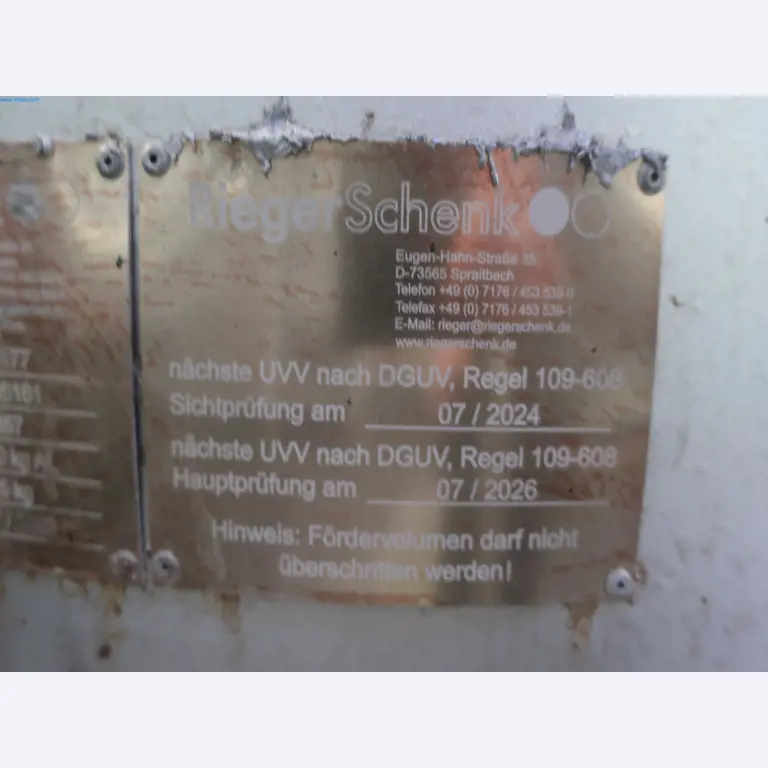 RiegerSchenk
Eugen-Hahn-Straße
D-73565 Spraitbach
Telefon +49 (0) 7176 / 453 539-0
Telefax +49 (0) 7176 / 453 539-1
E-Mail: rieger@riegerschenk.de
www.riegerschenk.de
nächste UVV nach DGUV, Regel 109-608
Sichtprüfung am 07 / 2024
nächste UVV nach DGUV, Regel 109-608
Hauptprüfung am 07 / 2026
Hinweis: Fördervolumen darf nicht
überschritten werden!